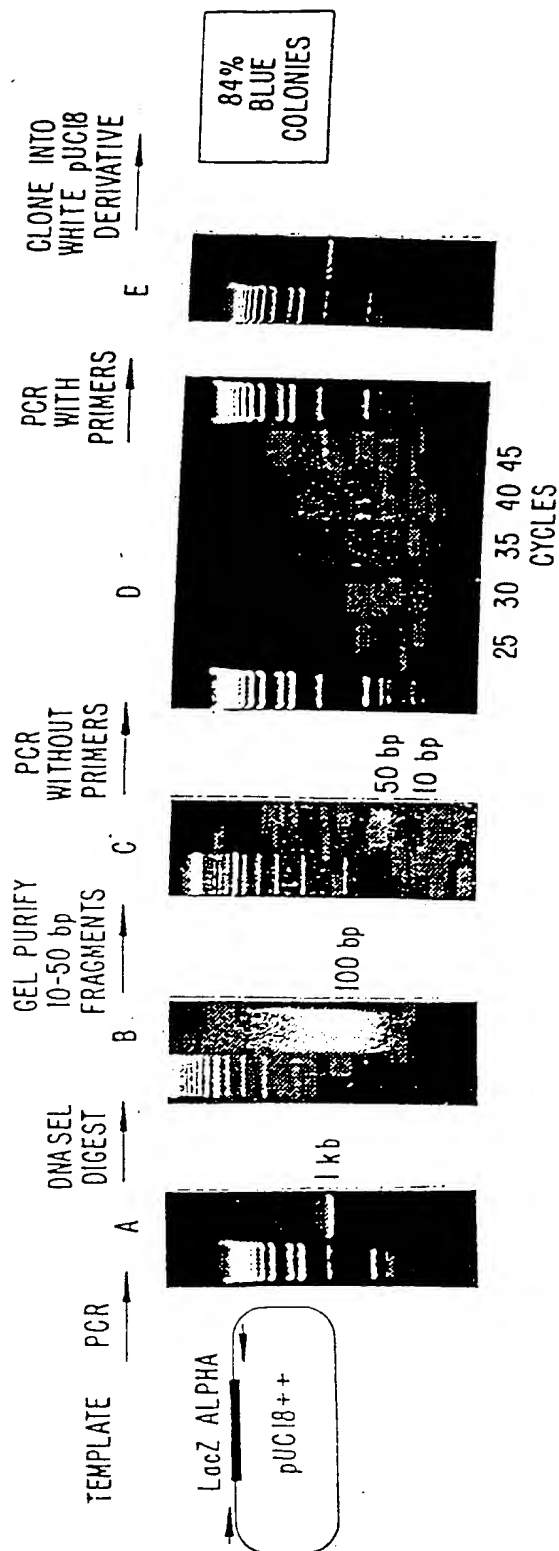 TEMPLATE
PCR
LacZ ALPHA
pUC18++
A
1 kb
DNASEL
DIGEST
B
100 bp
GEL PURIFY
10-50 bp
FRAGMENTS
C
50 bp
10 bp
PCR
WITHOUT
PRIMERS
D
25 30 35 40 45
CYCLES
PCR
WITH
PRIMERS
E
CLONE INTO
WHITE pUC18
DERIVATIVE
84%
BLUE
COLONIES